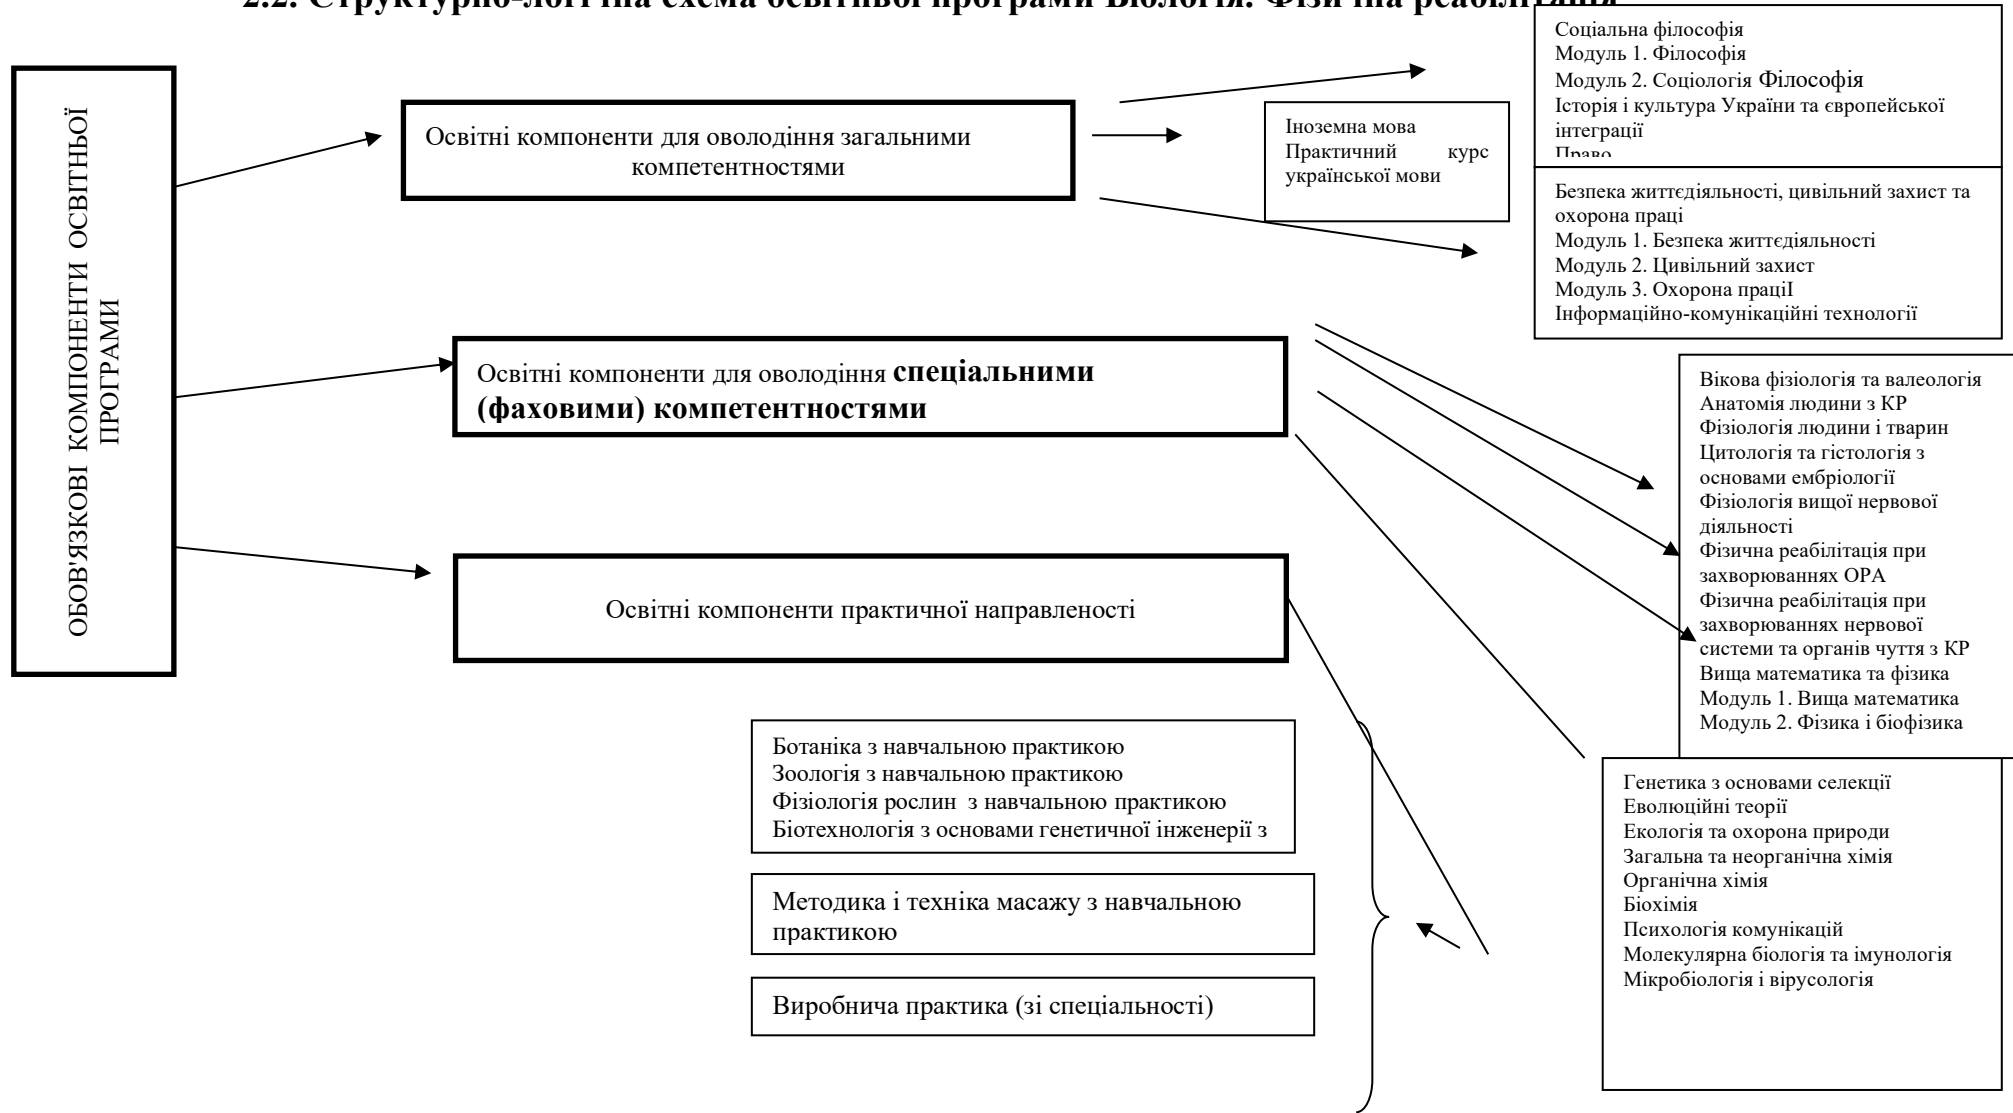 2.2. Структурно-логічна схема освітньої програми Біологія. Фізична реабілітація
ОБОВ'ЯЗКОВІ КОМПОНЕНТИ ОСВІТНЬОЇ
ПРОГРАМИ
Освітні компоненти для оволодіння загальними
компетентностями
Іноземна мова
Практичний курс
української мови
Соціальна філософія
Модуль 1. Філософія
Модуль 2. Соціологія Філософія
Історія і культура України та європейської
інтеграції
Право
Безпека життєдіяльності, цивільний захист та
охорона праці
Модуль 1. Безпека життєдіяльності
Модуль 2. Цивільний захист
Модуль 3. Охорона праціІ
Інформаційно-комунікаційні технології
Освітні компоненти для оволодіння спеціальними
(фаховими) компетентностями
Вікова фізіологія та валеологія
Анатомія людини з КР
Фізіологія людини і тварин
Цитологія та гістологія з
основами ембріології
Фізіологія вищої нервової
діяльності
Фізична реабілітація при
захворюваннях ОРА
Фізична реабілітація при
захворюваннях нервової
системи та органів чуття з КР
Вища математика та фізика
Модуль 1. Вища математика
Модуль 2. Фізика і біофізика
Освітні компоненти практичної направленості
Ботаніка з навчальною практикою
Зоологія з навчальною практикою
Фізіологія рослин  з навчальною практикою
Біотехнологія з основами генетичної інженерії з
Методика і техніка масажу з навчальною
практикою
Виробнича практика (зі спеціальності)
Генетика з основами селекції
Еволюційні теорії
Екологія та охорона природи
Загальна та неорганічна хімія
Органічна хімія
Біохімія
Психологія комунікацій
Молекулярна біологія та імунологія
Мікробіологія і вірусологія